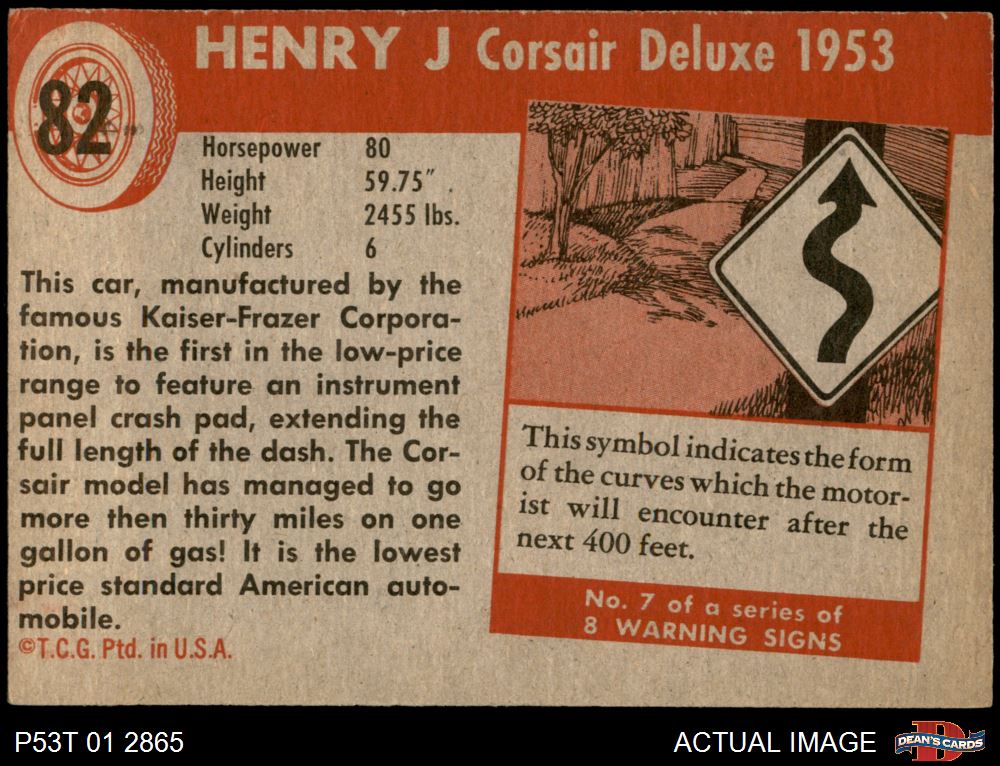 HENRY J Corsair Deluxe 1953
82
Horsepower 80
Height 59.75"
Weight 2455 lbs.
Cylinders 6
This car, manufactured by the
famous Kaiser-Frazer Corpora-
tion, is the first in the low-price
range to feature an instrument
panel crash pad, extending the
full length of the dash. The Cor-
sair model has managed to go
more then thirty miles on one
gallon of gas! It is the lowest
price standard American auto-
mobile.
©T.C.G. Ptd. in U.S.A.
This symbol indicates the form
of the curves which the motor-
ist will encounter after the
next 400 feet.
No. 7 of a series of
8 WARNING SIGNS
P53T 01 2865
ACTUAL IMAGE
DEAN'S CARDS